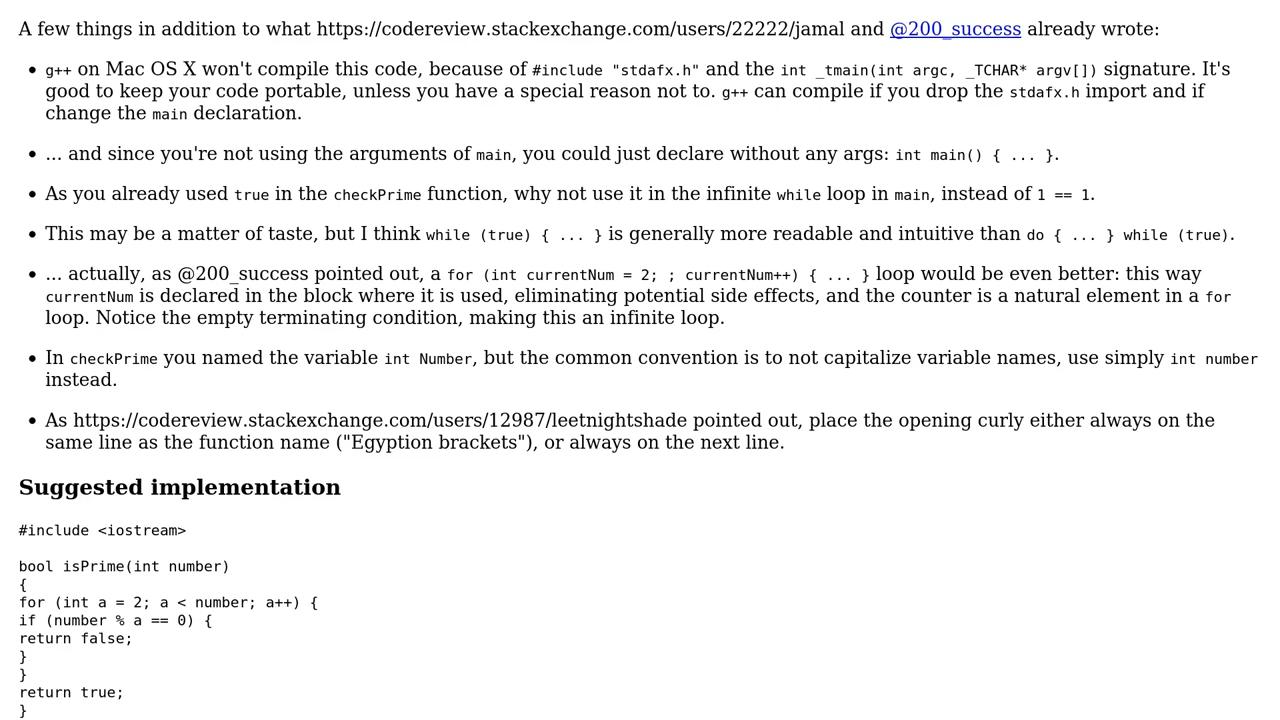 A few things in addition to what https://codereview.stackexchange.com/users/22222/jamal and @200_success already wrote:
• g++ on Mac OS X won't compile this code, because of #include "stdafx.h" and the int _tmain(int argc, _TCHAR* argv[]) signature. It's
good to keep your code portable, unless you have a special reason not to. g++ can compile if you drop the stdafx.h import and if
change the main declaration.
• ... and since you're not using the arguments of main, you could just declare without any args: int main() { ... }.
• As you already used true in the checkPrime function, why not use it in the infinite while loop in main, instead of 1 == 1.
• This may be a matter of taste, but I think while (true) { ... } is generally more readable and intuitive than do { ... } while (true).
• ... actually, as @200_success pointed out, a for (int currentNum = 2; ; currentNum++) { ... } loop would be even better: this way
currentNum is declared in the block where it is used, eliminating potential side effects, and the counter is a natural element in a for
loop. Notice the empty terminating condition, making this an infinite loop.
• In checkPrime you named the variable int Number, but the common convention is to not capitalize variable names, use simply int number
instead.
• As https://codereview.stackexchange.com/users/12987/leetnightshade pointed out, place the opening curly either always on the
same line as the function name ("Egyption brackets"), or always on the next line.
Suggested implementation
#include <iostream>
bool isPrime(int number)
{
for (int a = 2; a < number; a++) {
if (number % a == 0) {
return false;
}
}
return true;
}